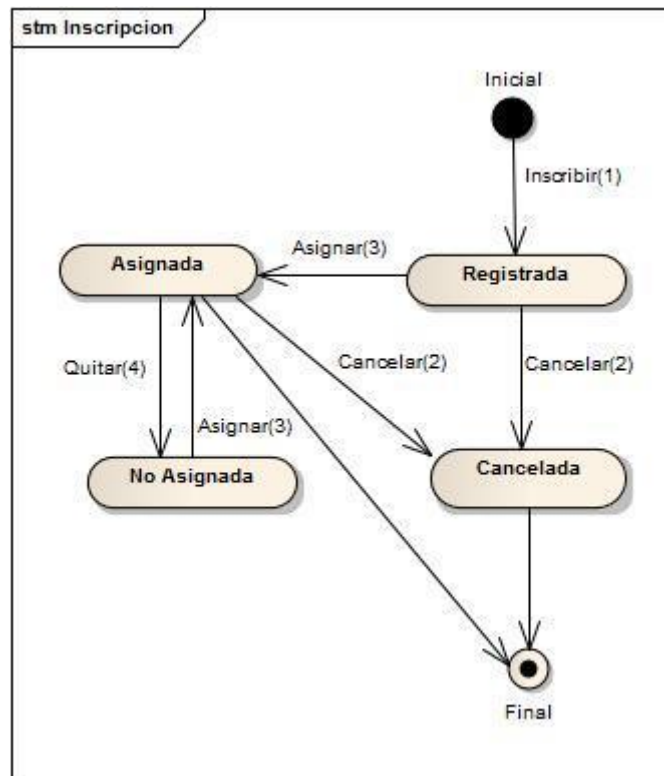 stm Inscripcion
Inicial
Inscribir(1)
Asignar(3)
Asignada
Registrada
Quitar(4)
Cancelar(2)
Cancelar(2)
Asignar(3)
No Asignada
Cancelada
Final